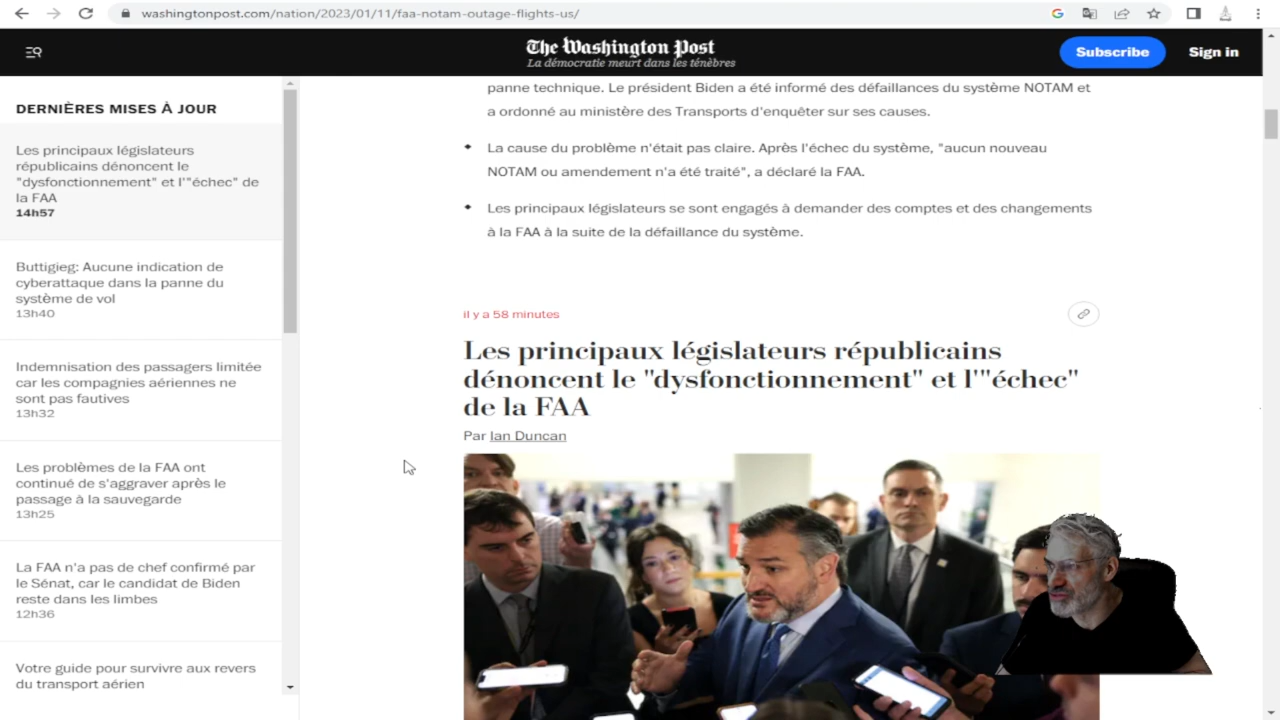 washingtonpost.com/nation/2023/01/11/faa-notam-outage-flights-us/
The Washington Post
La démocratie meurt dans les ténèbres
Subscribe
Sign in
DERNIÈRES MISES À JOUR
Les principaux législateurs
républicains dénoncent le
"dysfonctionnement" et l'"échec" de
la FAA
14h57
Buttigieg: Aucune indication de
cyberattaque dans la panne du
système de vol
13h40
Indemnisation des passagers limitée
car les compagnies aériennes ne
sont pas fautives
13h32
Les problèmes de la FAA ont
continué de s'aggraver après le
passage à la sauvegarde
13h25
La FAA n'a pas de chef confirmé par
le Sénat, car le candidat de Biden
reste dans les limbes
12h36
Votre guide pour survivre aux revers
du transport aérien
panne technique. Le président Biden a été informé des défaillances du système NOTAM et
a ordonné au ministère des Transports d'enquêter sur ses causes.
La cause du problème n'était pas claire. Après l'échec du système, "aucun nouveau
NOTAM ou amendement n'a été traité", a déclaré la FAA.
Les principaux législateurs se sont engagés à demander des comptes et des changements
à la FAA à la suite de la défaillance du système.
il y a 58 minutes
Les principaux législateurs républicains
dénoncent le "dysfonctionnement" et l'"échec"
de la FAA
Par Ian Duncan